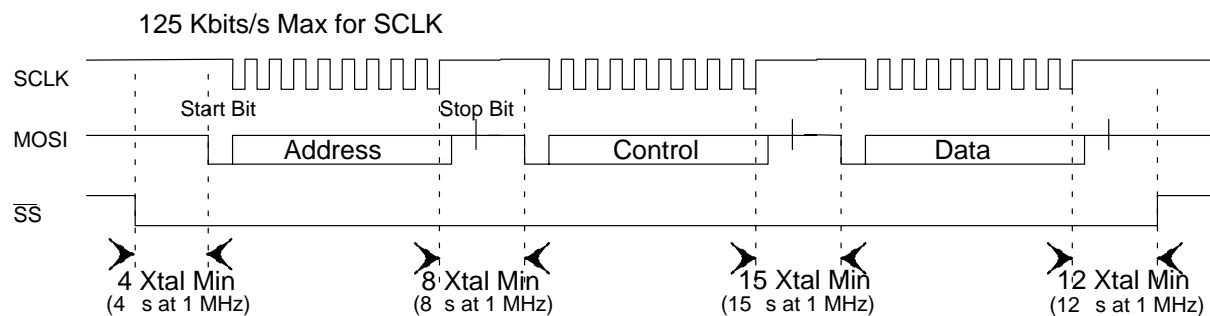 125 Kbits/s Max for SCLK
SCLK
Start Bit
Stop Bit
MOSI
Address
Control
Data
SS
4 Xtal Min
8 Xtal Min
15 Xtal Min
12 Xtal Min
(4 s at 1 MHz)
(8 s at 1 MHz)
(15 s at 1 MHz)
(12 s at 1 MHz)